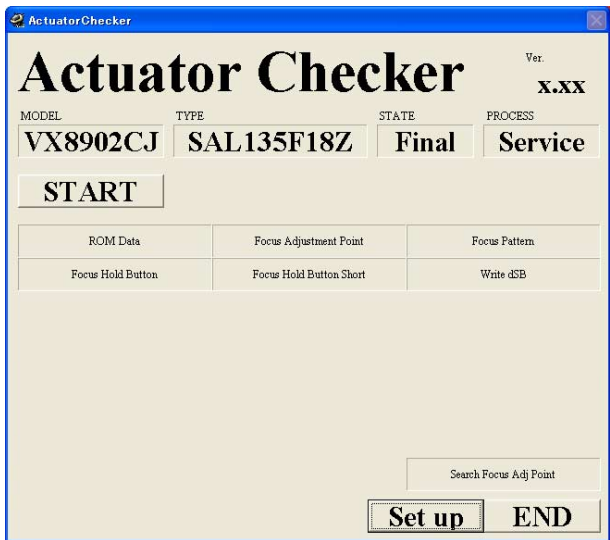 ActuatorChecker
Actuator Checker
Ver.
x.xx
MODEL TYPE STATE PROCESS
VX8902CJ SAL135F18Z Final Service
START
ROM Data Focus Adjustment Point Focus Pattern
Focus Hold Button Focus Hold Button Short Write dSB
Search Focus Adj Point
Set up END